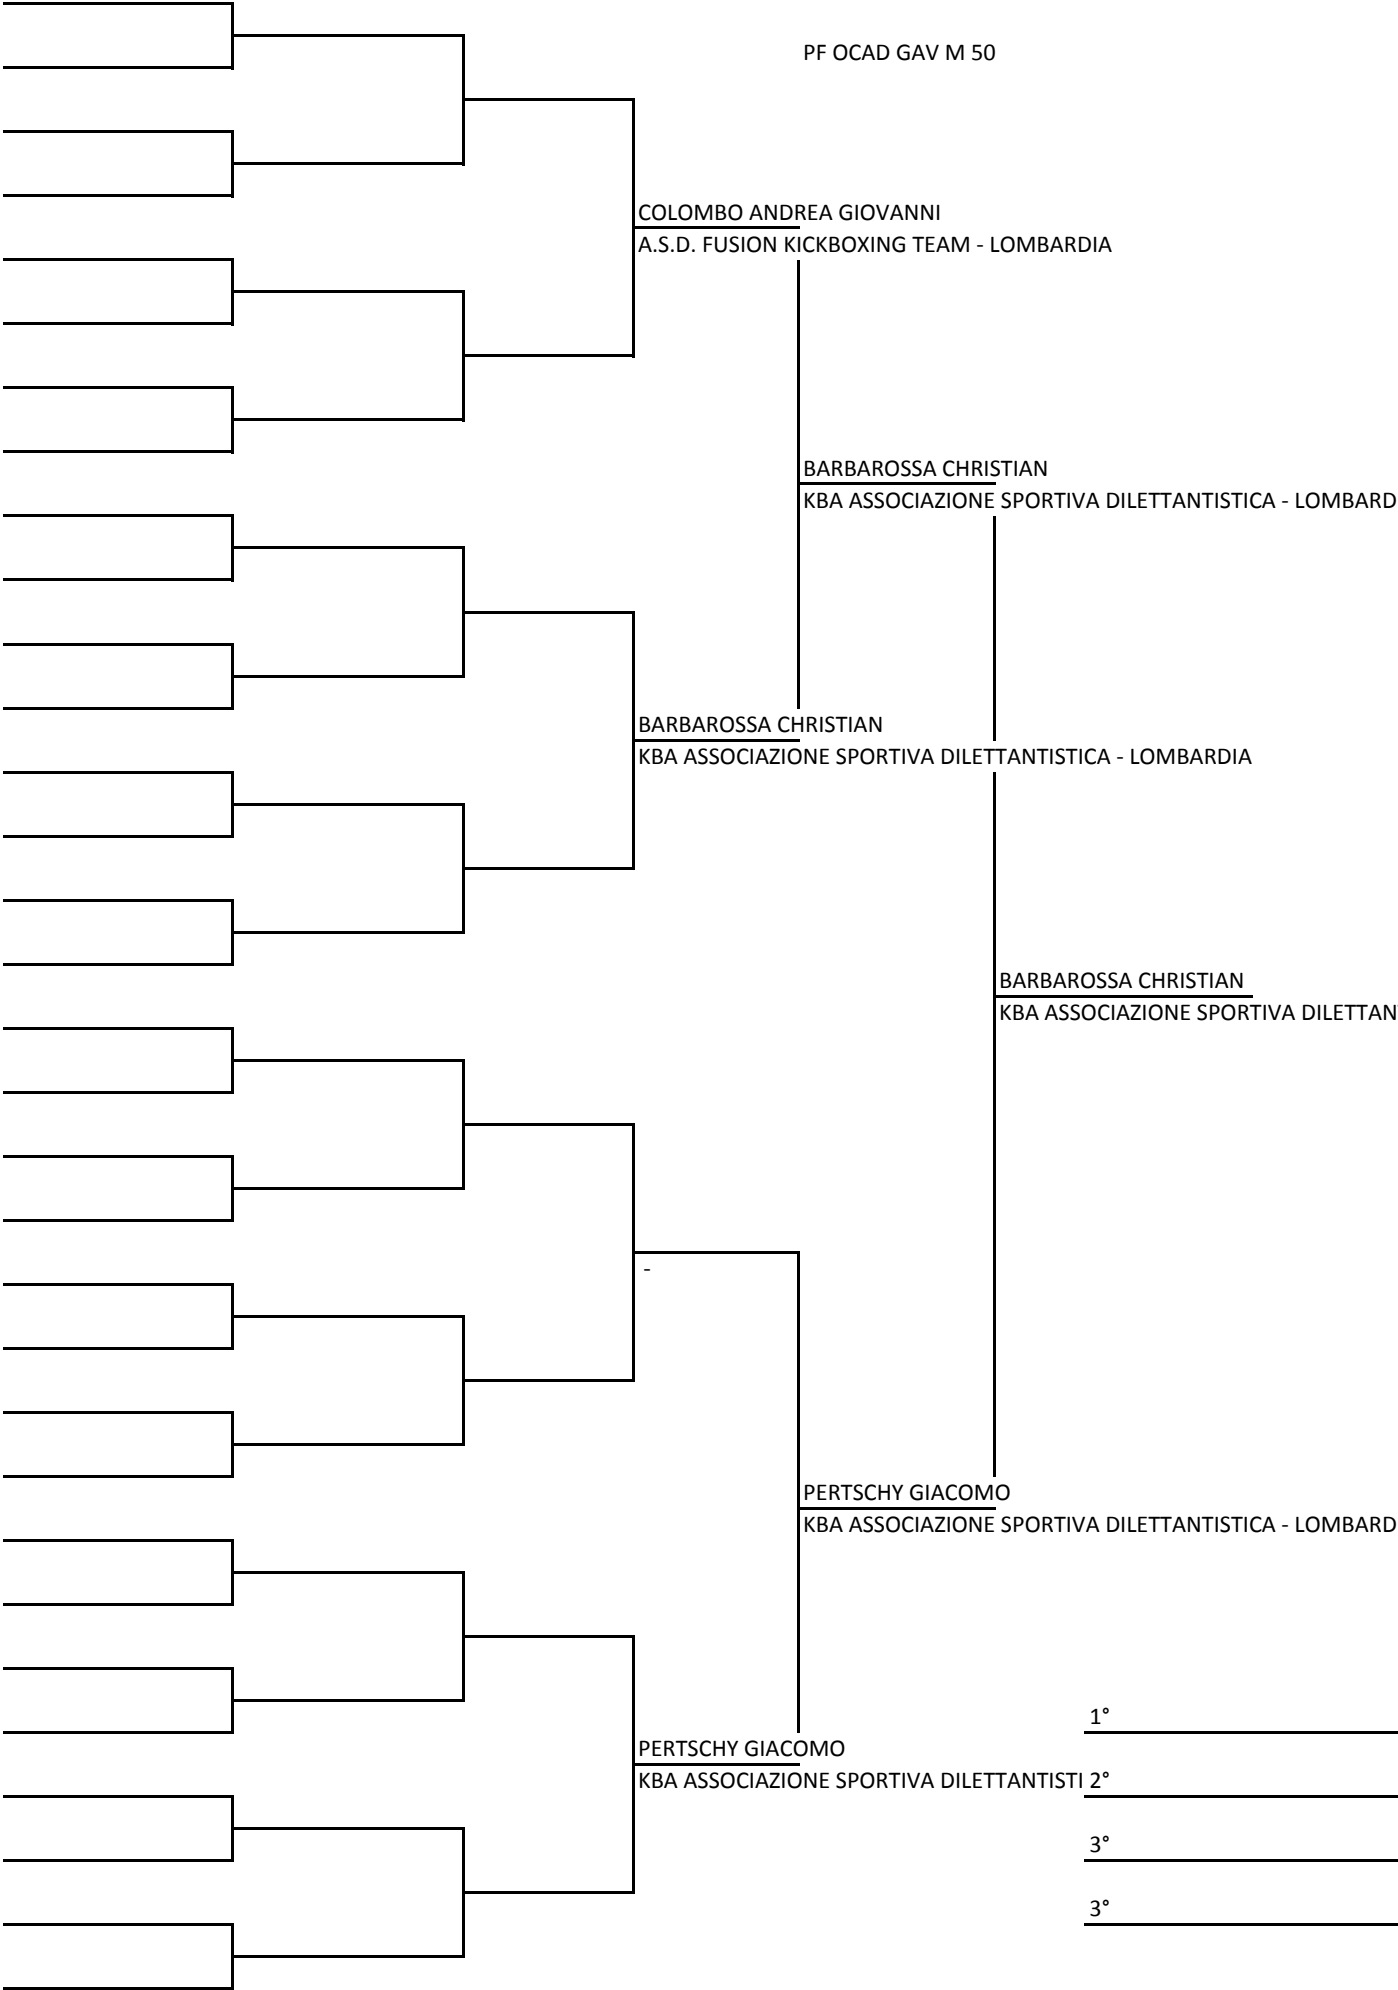 PF OCAD GAV M 50
COLOMBO ANDREA GIOVANNI
A.S.D. FUSION KICKBOXING TEAM - LOMBARDIA
BARBAROSSA CHRISTIAN
KBA ASSOCIAZIONE SPORTIVA DILETTANTISTICA - LOMBARD
BARBAROSSA CHRISTIAN
KBA ASSOCIAZIONE SPORTIVA DILETTANTISTICA - LOMBARDIA
BARBAROSSA CHRISTIAN
KBA ASSOCIAZIONE SPORTIVA DILETTAN
-
PERTSCHY GIACOMO
KBA ASSOCIAZIONE SPORTIVA DILETTANTISTICA - LOMBARD
1°
PERTSCHY GIACOMO
KBA ASSOCIAZIONE SPORTIVA DILETTANTISTI 2°
3°
3°